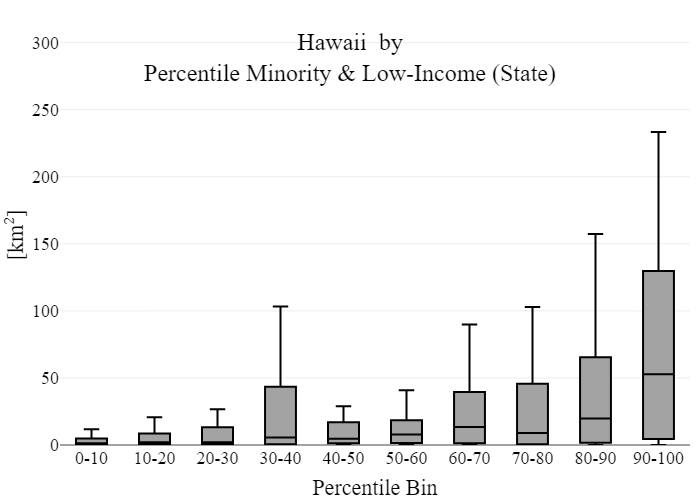 Hawaii by
Percentile Minority & Low-Income (State)
300
250
200
150
100
50
0
[km²]
0-10 10-20 20-30 30-40 40-50 50-60 60-70 70-80 80-90 90-100
Percentile Bin